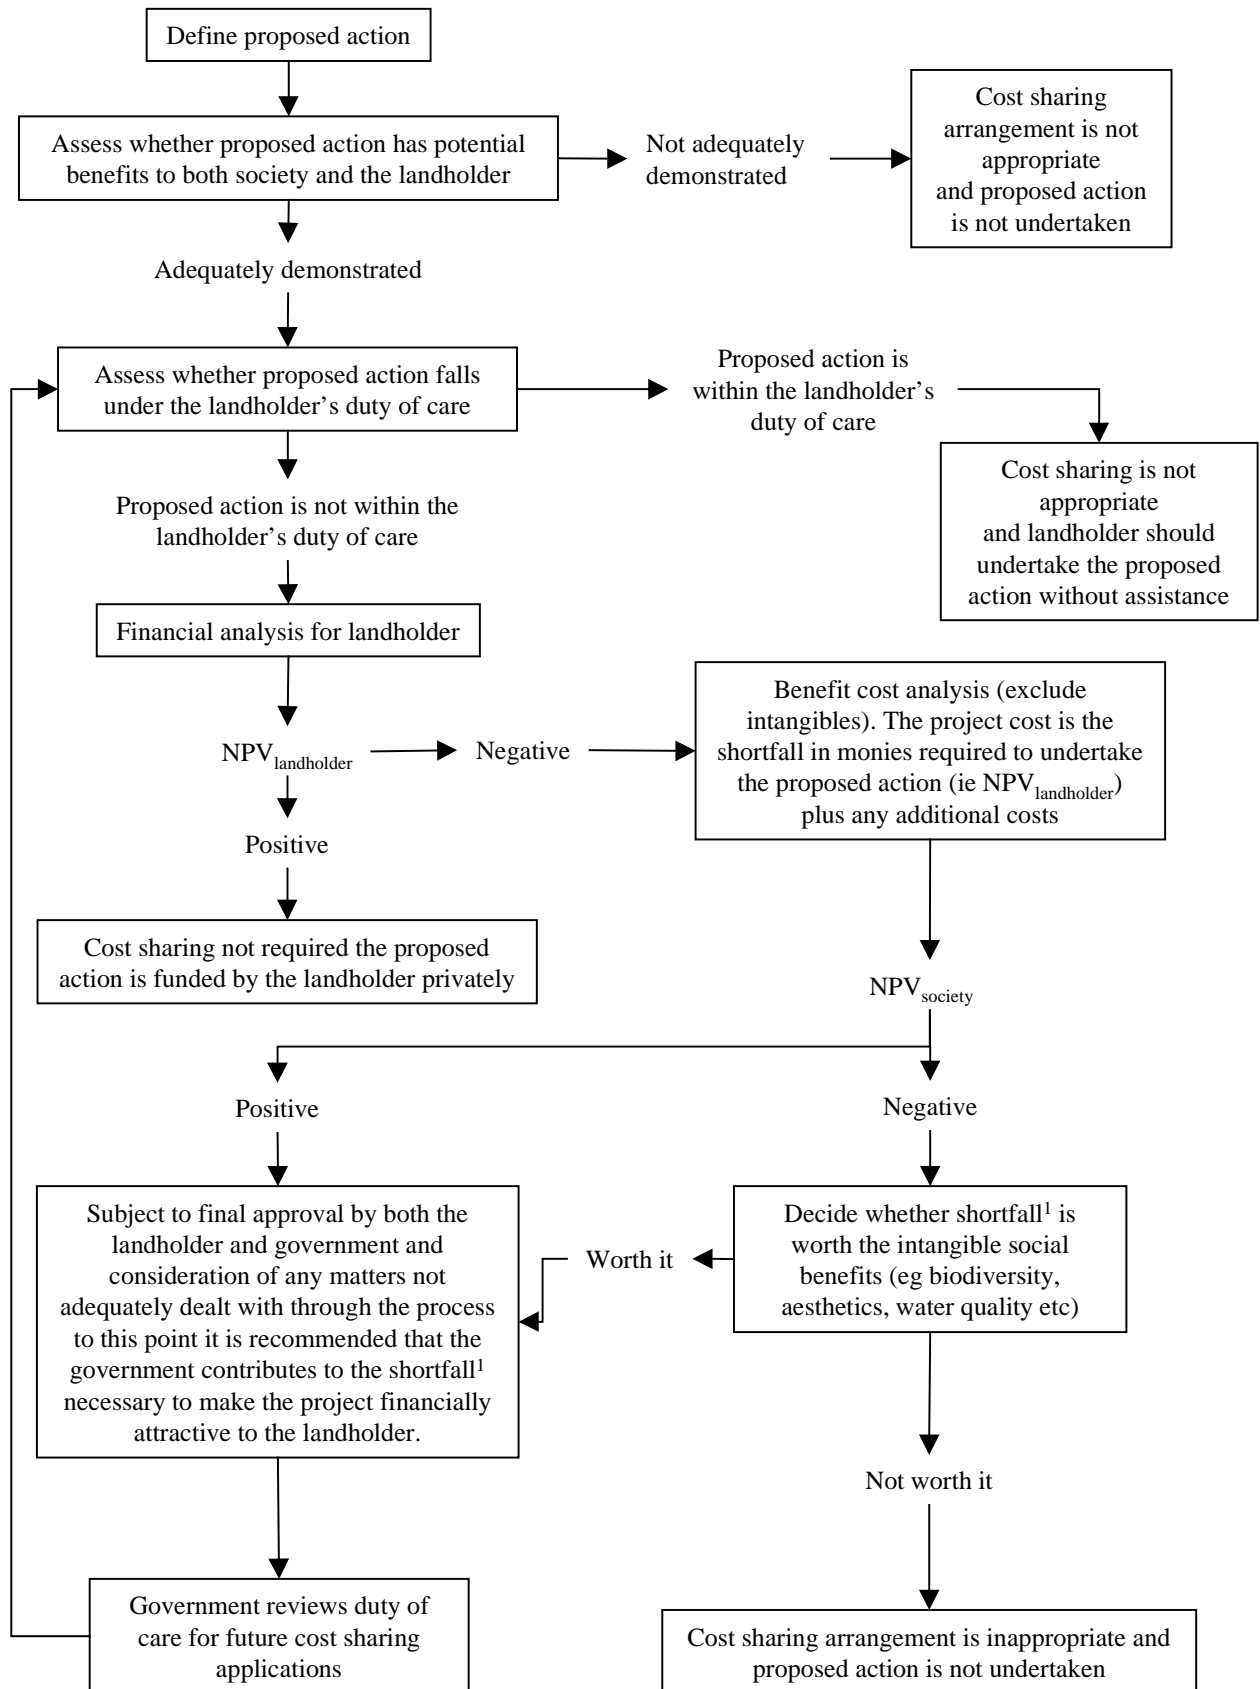 Define proposed action
Assess whether proposed action has potential
benefits to both society and the landholder
Not adequately
demonstrated
Cost sharing
arrangement is not
appropriate
and proposed action
is not undertaken
Adequately demonstrated
Assess whether proposed action falls
under the landholder’s duty of care
Proposed action is
within the landholder’s
duty of care
Cost sharing is not
appropriate
and landholder should
undertake the proposed
action without assistance
Proposed action is not within the
landholder’s duty of care
Financial analysis for landholder
NPVlandholder
Negative
Benefit cost analysis (exclude
intangibles). The project cost is the
shortfall in monies required to undertake
the proposed action (ie NPVlandholder)
plus any additional costs
Positive
Cost sharing not required the proposed
action is funded by the landholder privately
NPVsociety
Positive
Negative
Subject to final approval by both the
landholder and government and
consideration of any matters not
adequately dealt with through the process
to this point it is recommended that the
government contributes to the shortfall1
necessary to make the project financially
attractive to the landholder.
Worth it
Decide whether shortfall1 is
worth the intangible social
benefits (eg biodiversity,
aesthetics, water quality etc)
Not worth it
Government reviews duty of
care for future cost sharing
applications
Cost sharing arrangement is inappropriate and
proposed action is not undertaken